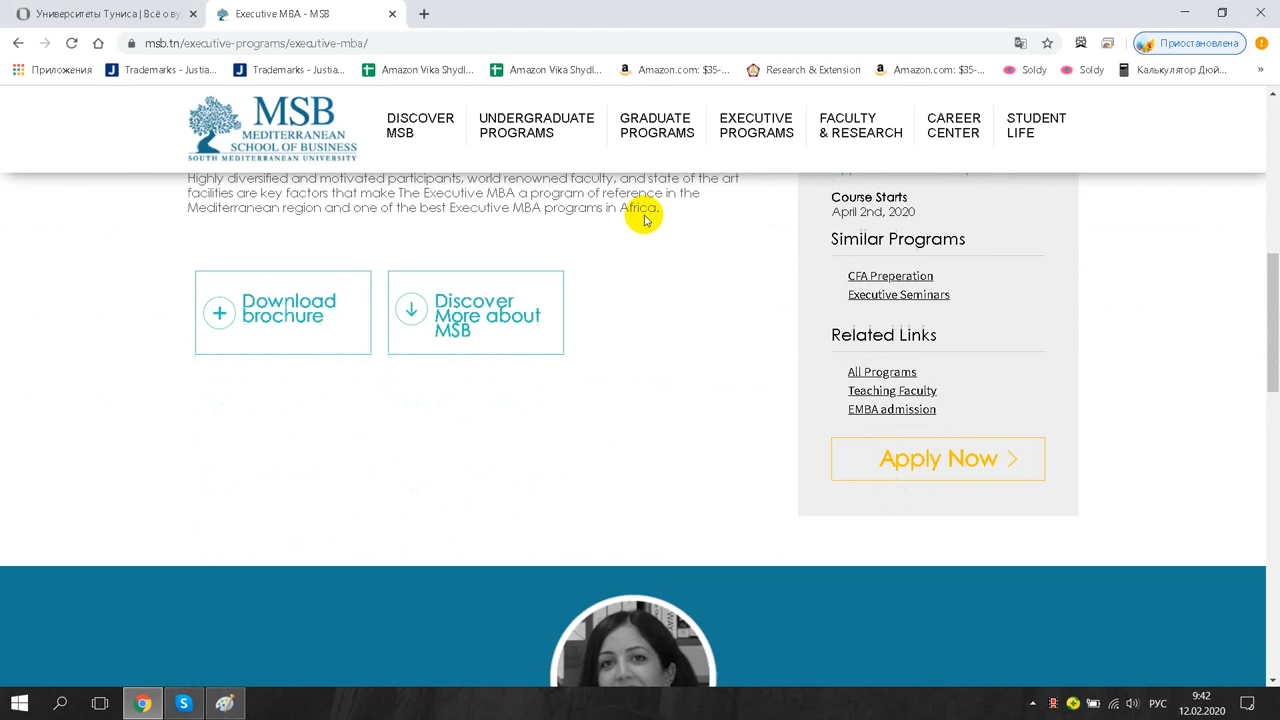 Университеты Туниса | Всё о ву
Executive MBA - MSB
msb.tn/executive-programs/executive-mba/
Приостановлена
Приложения
Trademarks - Justia...
Trademarks - Justia...
Amazon Vika Shydl...
Amazon Vika Shydl...
Amazon.com: $35-...
Research & Extension
Amazon.com: $35-...
Soldy
Soldy
Калькулятор Дюй...
»
MSB
MEDITERRANEAN
SCHOOL OF BUSINESS
SOUTH MEDITERRANEAN UNIVERSITY
DISCOVER
MSB
UNDERGRADUATE
PROGRAMS
GRADUATE
PROGRAMS
EXECUTIVE
PROGRAMS
FACULTY
& RESEARCH
CAREER
CENTER
STUDENT
LIFE
Highly diversified and motivated participants, world renowned faculty, and state of the art
facilities are key factors that make The Executive MBA a program of reference in the
Mediterranean region and one of the best Executive MBA programs in Africa.
Download
brochure
Discover
More about
MSB
Course Starts
April 2nd, 2020
Similar Programs
CFA Preperation
Executive Seminars
Related Links
All Programs
Teaching Faculty
EMBA admission
Apply Now
РУС
9:42
12.02.2020